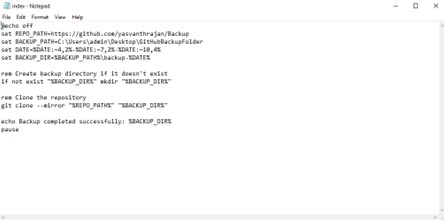 index - Notepad
File Edit Format View Help
@echo off
set REPO_PATH=https://github.com/yasvanthrajan/Backup
set BACKUP_PATH=C:\Users\admin\Desktop\GitHubBackupFolder
set DATE=%DATE:~4,2%-%DATE:~7,2%-%DATE:~10,4%
set BACKUP_DIR=%BACKUP_PATH%\backup-%DATE%

rem Create backup directory if it doesn't exist
if not exist "%BACKUP_DIR%" mkdir "%BACKUP_DIR%"

rem Clone the repository
git clone --mirror "%REPO_PATH%" "%BACKUP_DIR%"

echo Backup completed successfully: %BACKUP_DIR%
pause